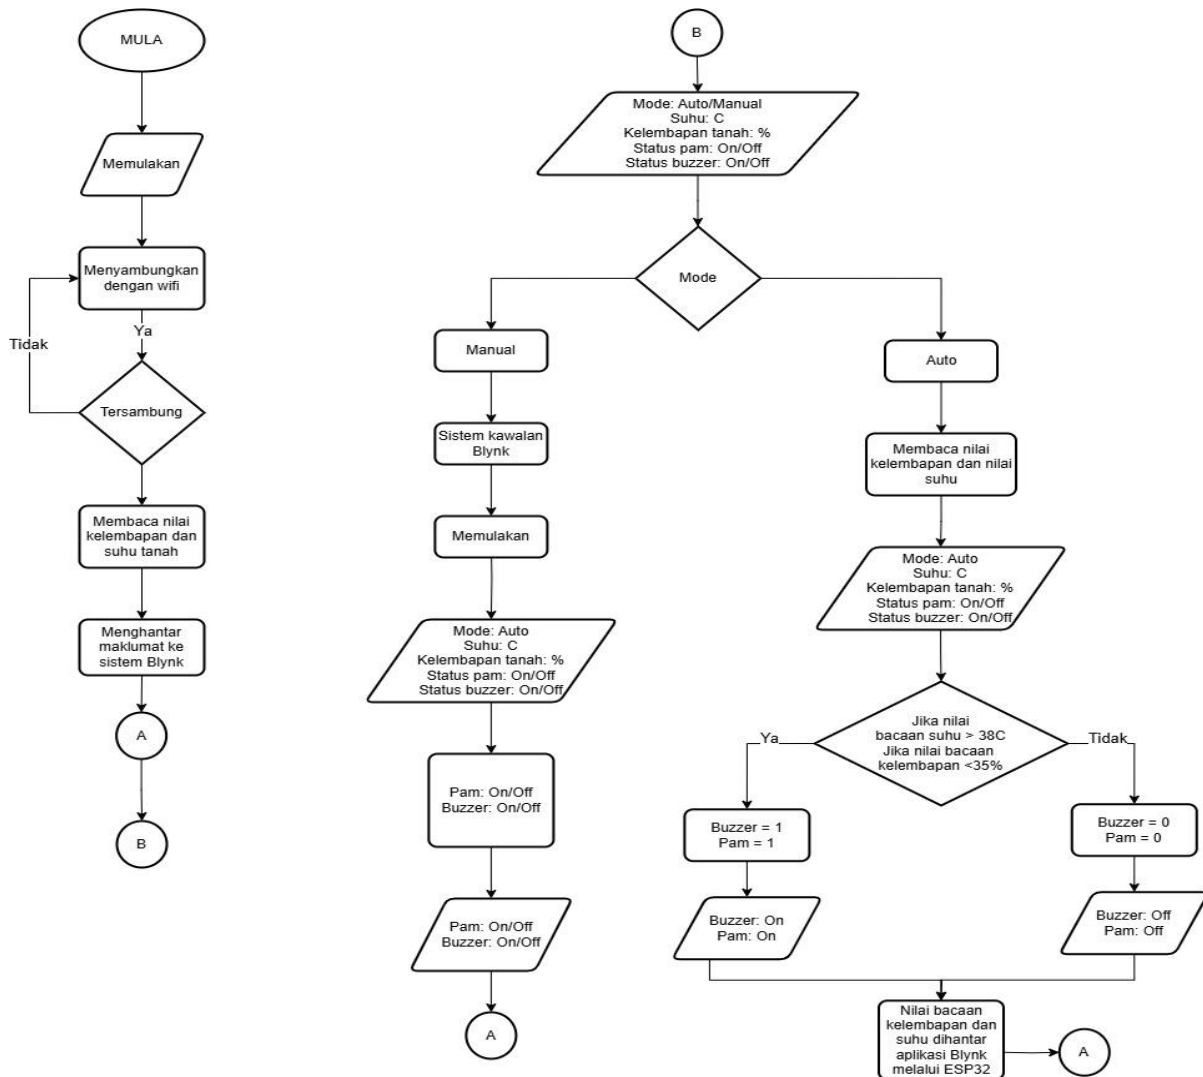 MULA
Memulakan
Menyambungkan
dengan wifi
Ya
Tidak
Tersambung
Membaca nilai
kelembapan dan
suhu tanah
Menghantar
maklumat ke
sistem Blynk
A
B
B
Mode: Auto/Manual
Suhu: C
Kelembapan tanah: %
Status pam: On/Off
Status buzzer: On/Off
Mode
Manual
Sistem kawalan
Blynk
Memulakan
Mode: Auto
Suhu: C
Kelembapan tanah: %
Status pam: On/Off
Status buzzer: On/Off
Pam: On/Off
Buzzer: On/Off
Pam: On/Off
Buzzer: On/Off
A
Auto
Membaca nilai
kelembapan dan nilai
suhu
Mode: Auto
Suhu: C
Kelembapan tanah: %
Status pam: On/Off
Status buzzer: On/Off
Jika nilai
bacaan suhu > 38C
Jika nilai bacaan
kelembapan <35%
Ya
Tidak
Buzzer = 1
Pam = 1
Buzzer = 0
Pam = 0
Buzzer: On
Pam: On
Buzzer: Off
Pam: Off
Nilai bacaan
kelembapan dan
suhu dihantar
aplikasi Blynk
melalui ESP32
A